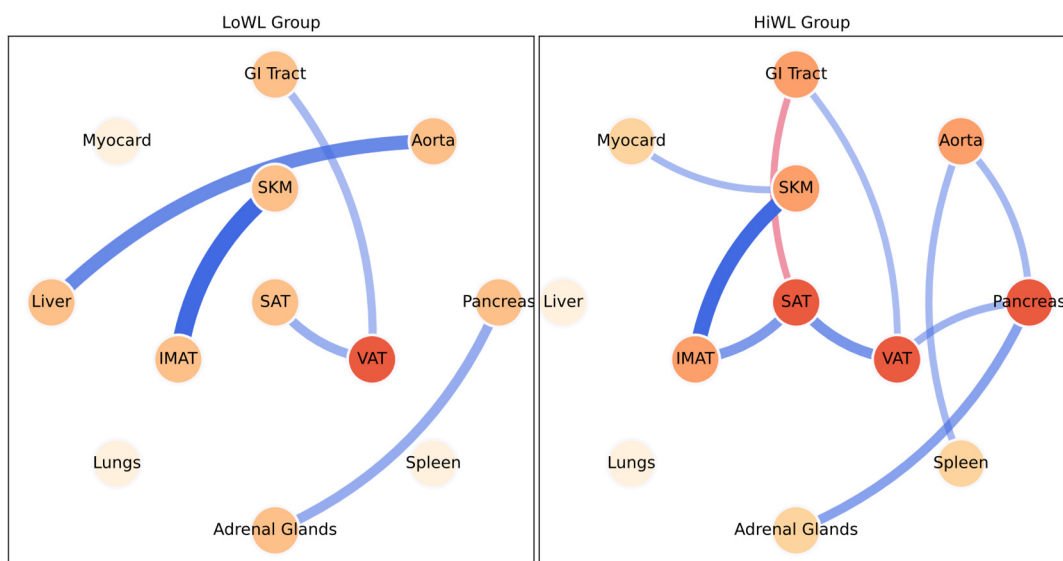 LoWL Group
GI Tract
Myocard
Aorta
SKM
Liver
SAT
Pancreas
IMAT
VAT
Lungs
Spleen
Adrenal Glands
HiWL Group
GI Tract
Myocard
Aorta
SKM
Liver
SAT
Pancreas
IMAT
VAT
Lungs
Spleen
Adrenal Glands